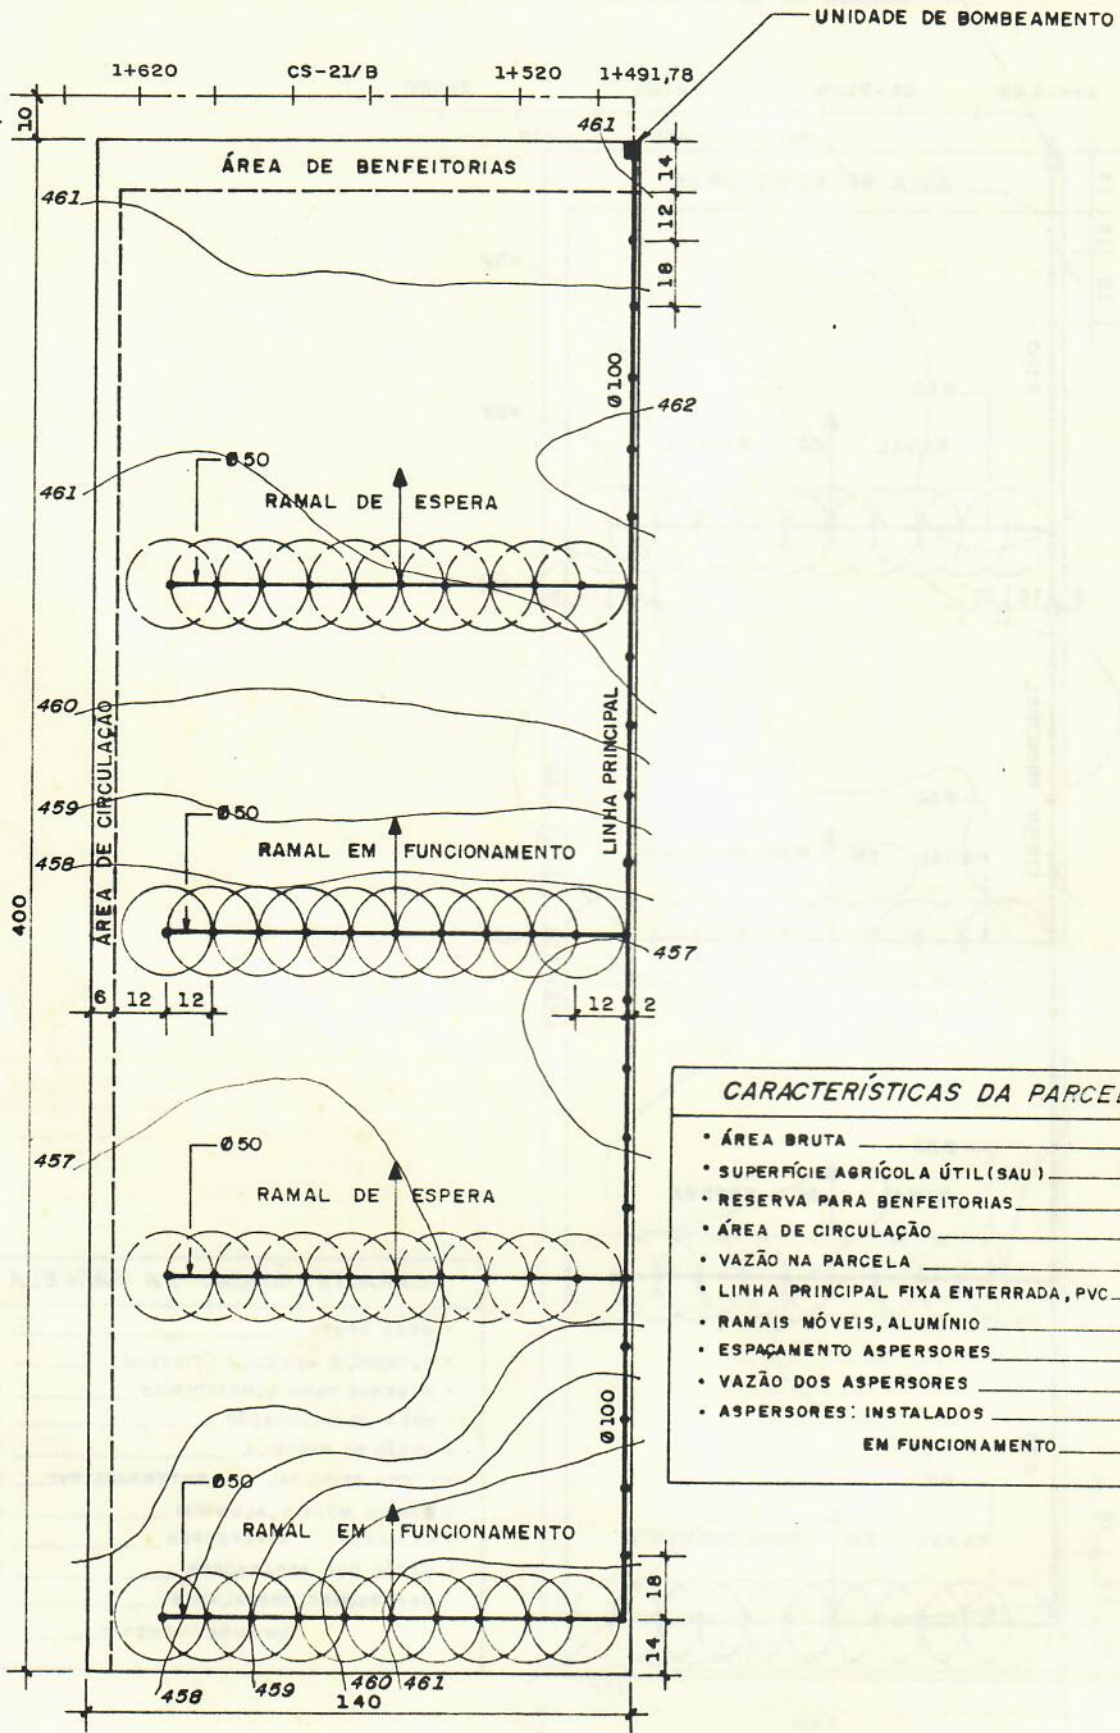 UNIDADE DE BOMBEAMENTO
1+620 CS-21/B 1+520 1+491,78
10
461
ÁREA DE BENFEITORIAS
14
461
12
18
Ø100
462
Ø50
461
RAMAL DE ESPERA
460
ÁREA DE CIRCULAÇÃO
LINHA PRINCIPAL
459
Ø50
RAMAL EM FUNCIONAMENTO
458
400
457
6 12 12 12 2
CARACTERÍSTICAS DA PARCEL
• ÁREA BRUTA
• SUPERFÍCIE AGRÍCOLA ÚTIL(SAU)
• RESERVA PARA BENFEITORIAS
• ÁREA DE CIRCULAÇÃO
• VAZÃO NA PARCELA
• LINHA PRINCIPAL FIXA ENTERRADA, PVC
• RAMAIS MÓVEIS, ALUMÍNIO
• ESPAÇAMENTO ASPERSORES
• VAZÃO DOS ASPERSORES
• ASPERSORES: INSTALADOS
EM FUNCIONAMENTO
Ø50
457
RAMAL DE ESPERA
Ø100
Ø50
RAMAL EM FUNCIONAMENTO
18
14
458 459 460 461
140